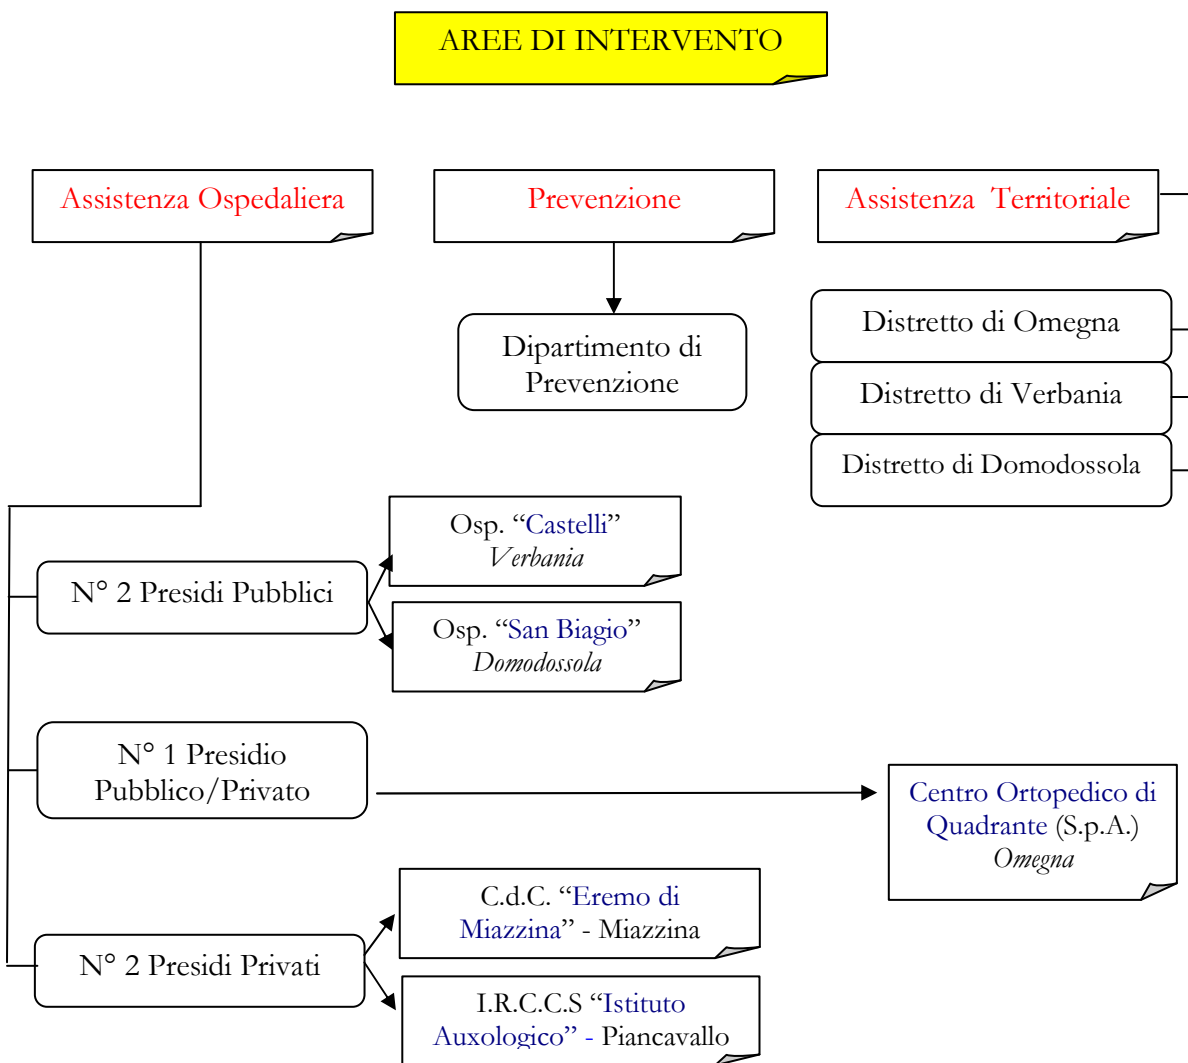 AREE DI INTERVENTO
Assistenza Ospedaliera
Prevenzione
Assistenza Territoriale
Dipartimento di
Prevenzione
Distretto di Omegna
Distretto di Verbania
Distretto di Domodossola
N° 2 Presidi Pubblici
Osp. “Castelli”
Verbania
Osp. “San Biagio”
Domodossola
N° 1 Presidio
Pubblico/Privato
Centro Ortopedico di
Quadrante (S.p.A.)
Omegna
N° 2 Presidi Privati
C.d.C. “Eremo di
Miazzina” - Miazzina
I.R.C.C.S “Istituto
Auxologico” - Piancavallo